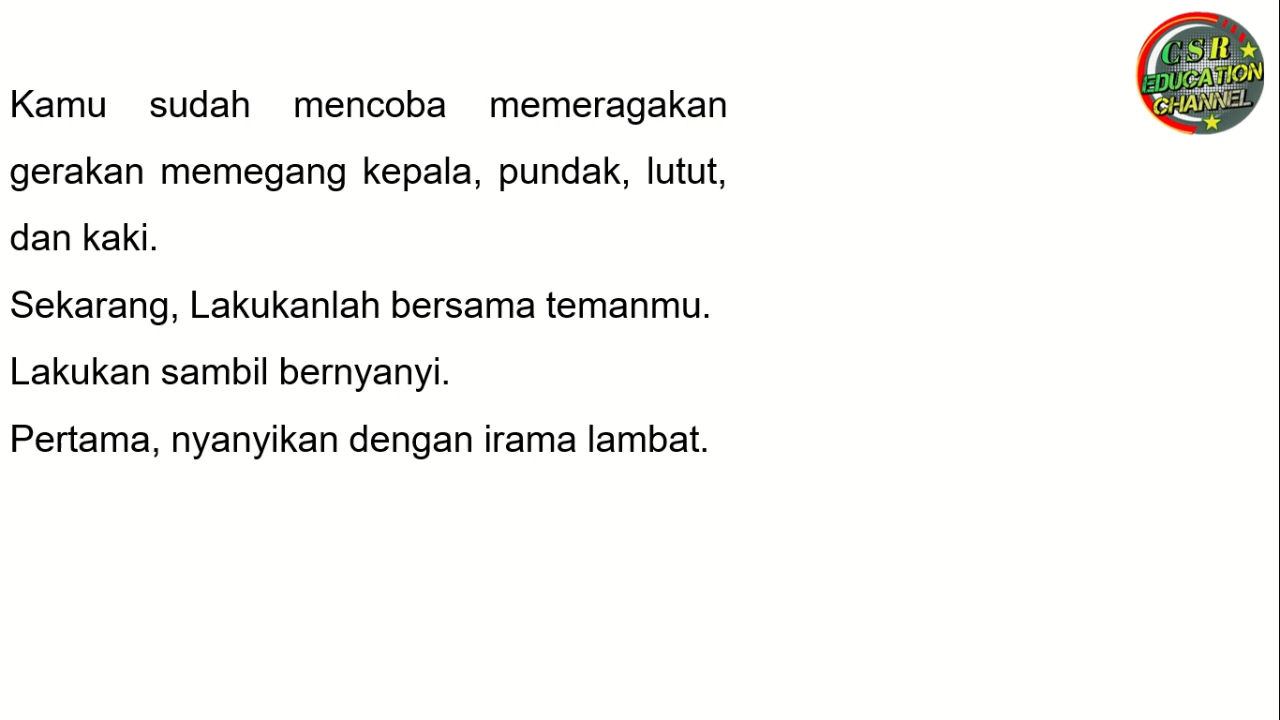 Kamu sudah mencoba memeragakan
gerakan memegang kepala, pundak, lutut,
dan kaki.
Sekarang, Lakukanlah bersama temanmu.
Lakukan sambil bernyanyi.
Pertama, nyanyikan dengan irama lambat.
CSR
EDUCATION
CHANNEL